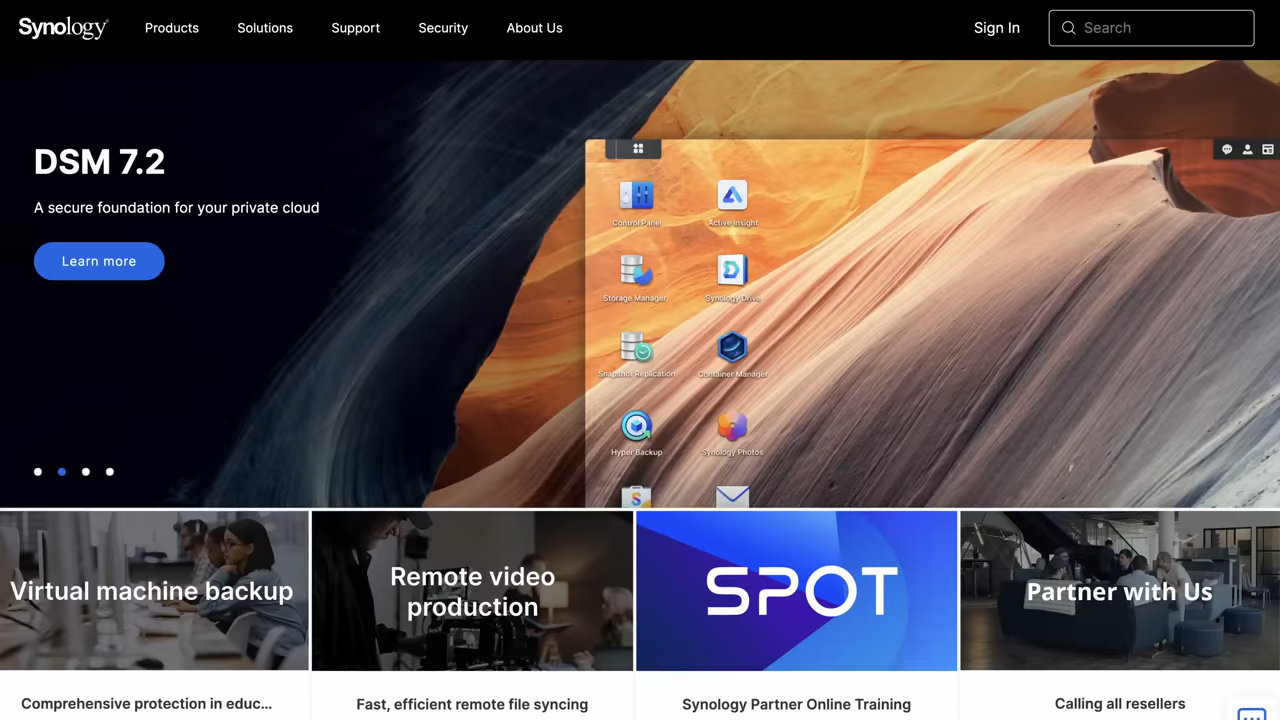 Synology
Products
Solutions
Support
Security
About Us
Sign In
Search
DSM 7.2
A secure foundation for your private cloud
Learn more
Control Panel
Active Insight
Storage Manager
Synology Drive
Snapshot Replication
Container Manager
Hyper Backup
Synology Photos
Virtual machine backup
Remote video
production
SPOT
Partner with Us
Comprehensive protection in educ...
Fast, efficient remote file syncing
Synology Partner Online Training
Calling all resellers